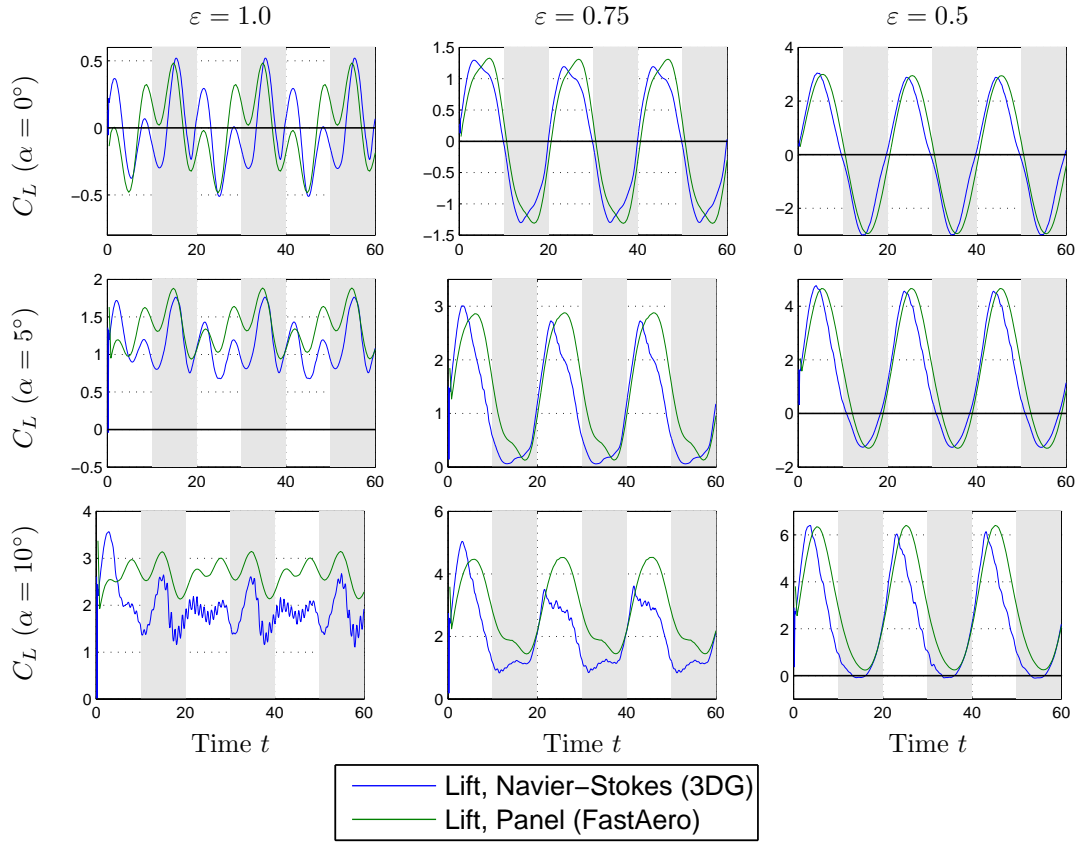 ε = 1.0
ε = 0.75
ε = 0.5
C_L (α = 0°)
0.5
0
−0.5
0 20 40 60
1.5
1
0.5
0
−0.5
−1
−1.5
0 20 40 60
4
2
0
−2
0 20 40 60
C_L (α = 5°)
2
1.5
1
0.5
0
−0.5
0 20 40 60
3
2
1
0
0 20 40 60
4
2
0
−2
0 20 40 60
C_L (α = 10°)
4
3
2
1
0
0 20 40 60
6
4
2
0
0 20 40 60
6
4
2
0
0 20 40 60
Time t
Time t
Time t
Lift, Navier−Stokes (3DG)
Lift, Panel (FastAero)